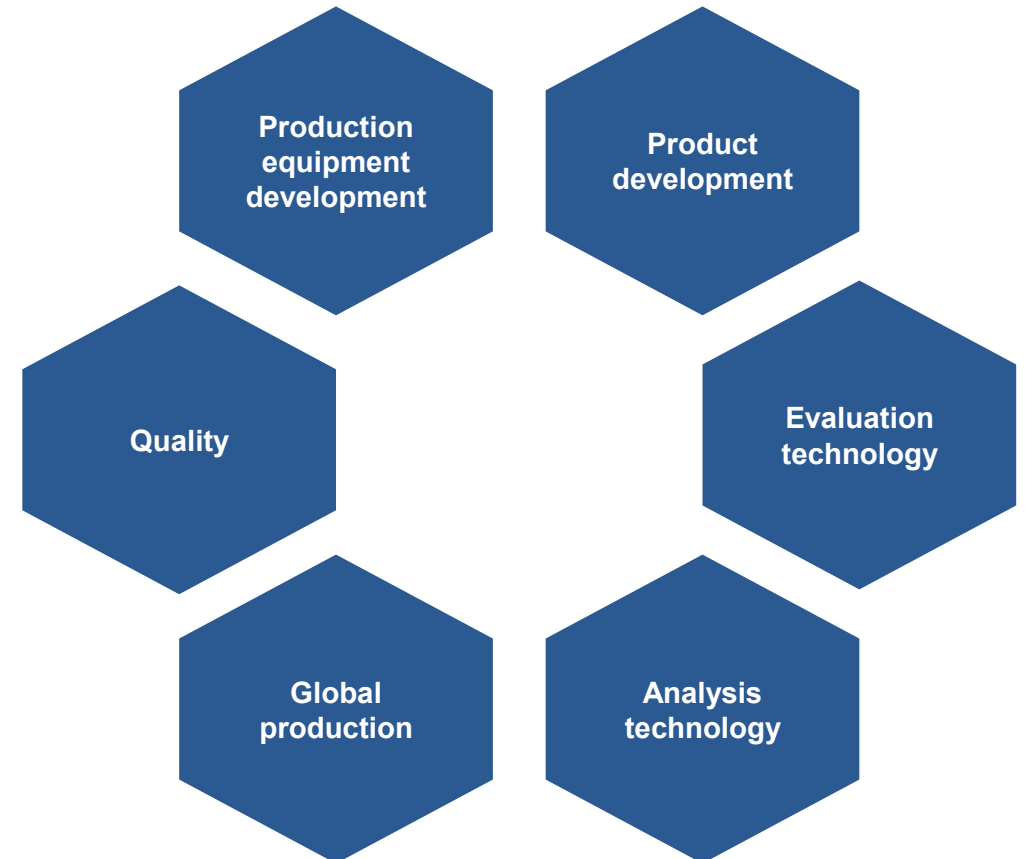 Production
equipment
development
Product
development
Quality
Evaluation
technology
Global
production
Analysis
technology